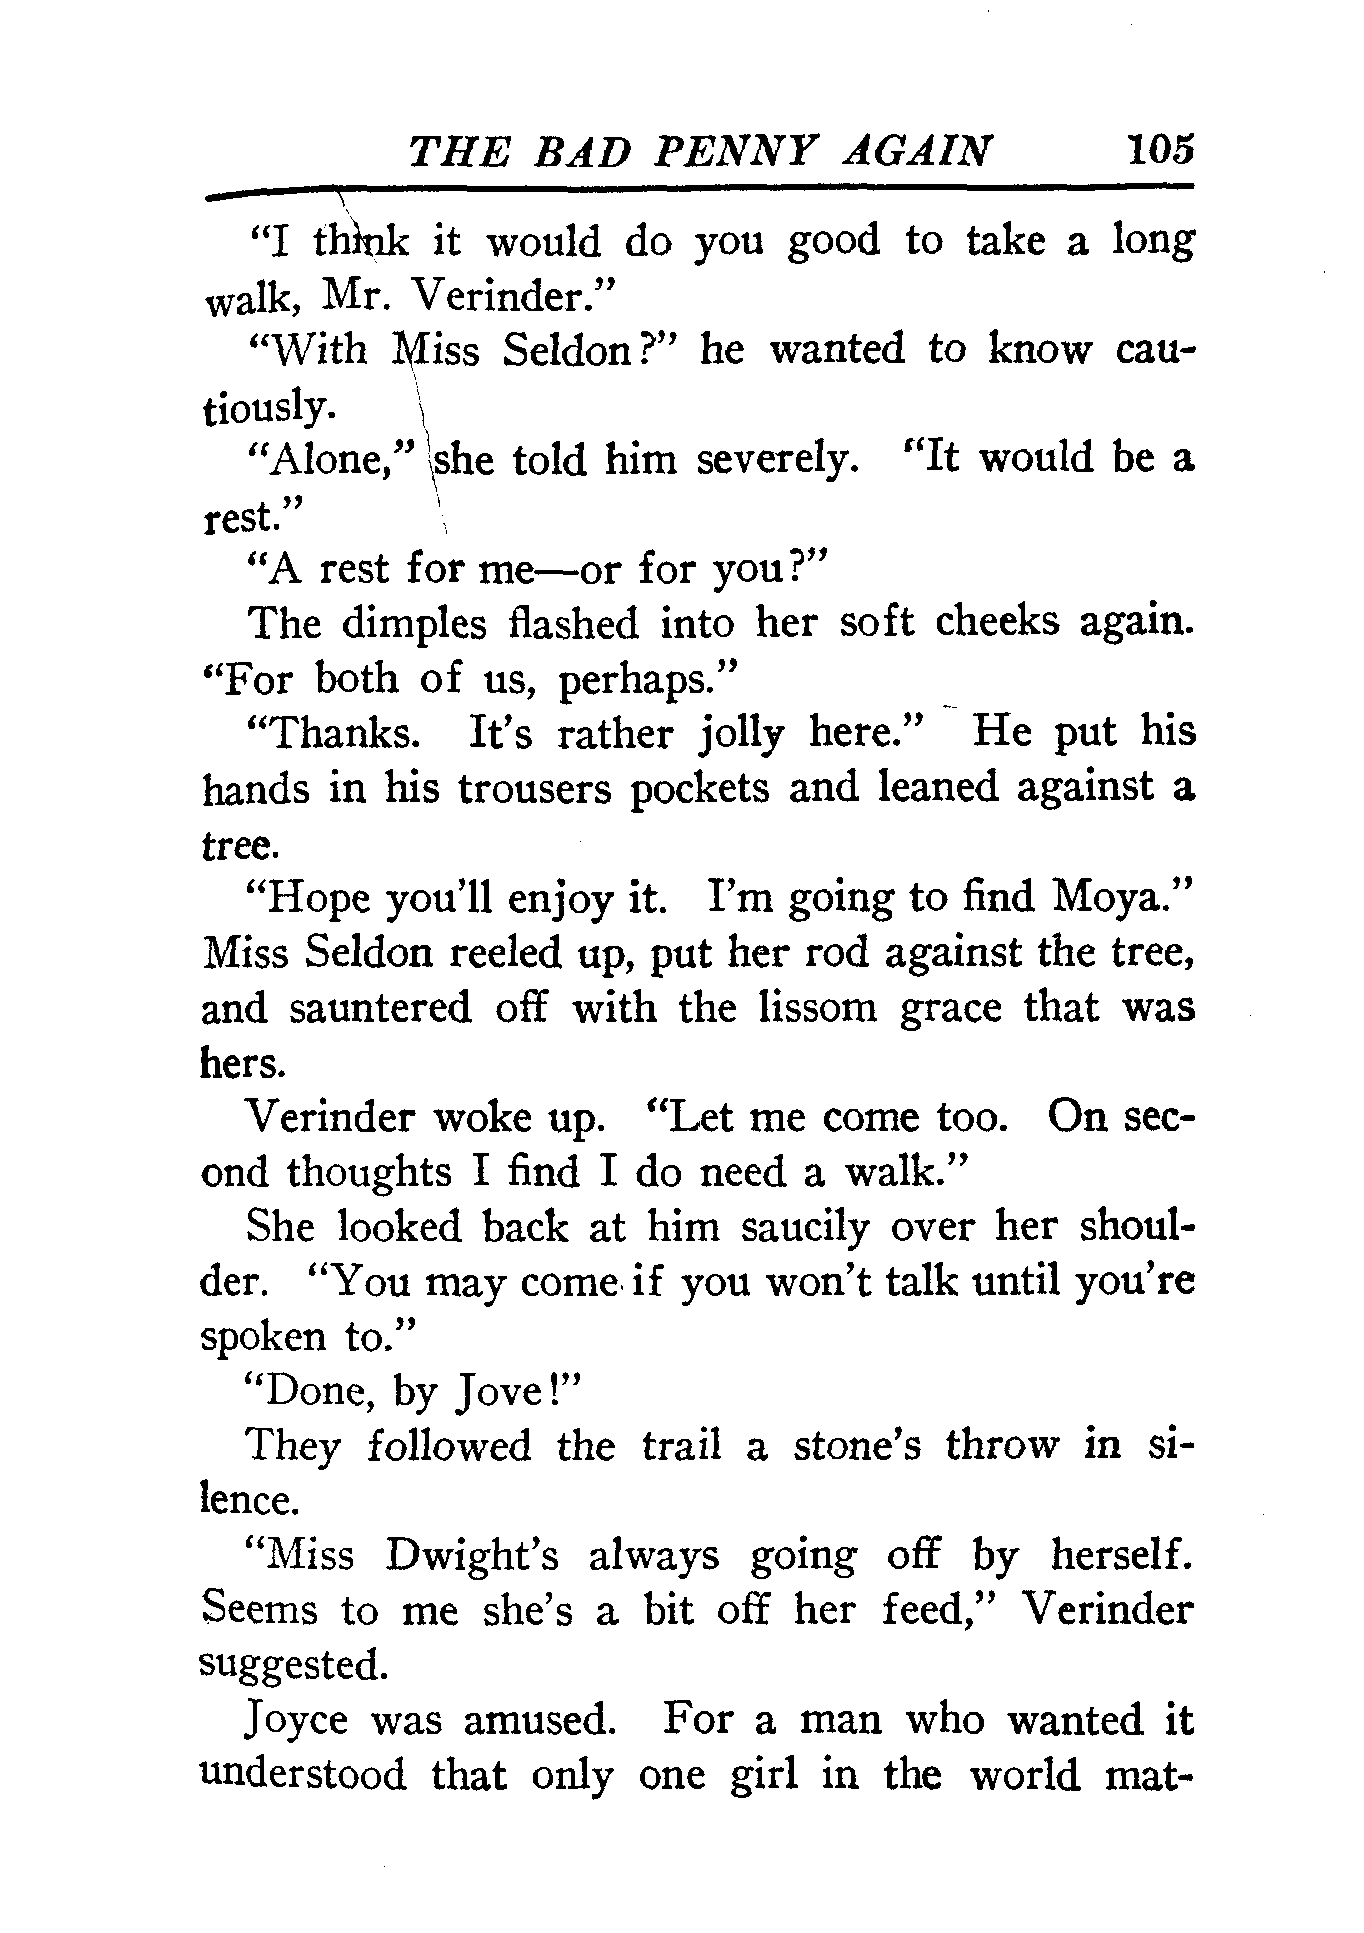 THE BAD PENNY AGAIN 105
“I think it would do you good to take a long
walk, Mr. Verinder.”
“With Miss Seldon?” he wanted to know cau-
tiously.
“Alone,” she told him severely. “It would be a
rest.”
“A rest for me—or for you?”
The dimples flashed into her soft cheeks again.
“For both of us, perhaps.”
“Thanks. It’s rather jolly here.” He put his
hands in his trousers pockets and leaned against a
tree.
“Hope you’ll enjoy it. I’m going to find Moya.”
Miss Seldon reeled up, put her rod against the tree,
and sauntered off with the lissom grace that was
hers.
Verinder woke up. “Let me come too. On sec-
ond thoughts I find I do need a walk.”
She looked back at him saucily over her shoul-
der. “You may come if you won’t talk until you’re
spoken to.”
“Done, by Jove!”
They followed the trail a stone’s throw in si-
lence.
“Miss Dwight’s always going off by herself.
Seems to me she’s a bit off her feed,” Verinder
suggested.
Joyce was amused. For a man who wanted it
understood that only one girl in the world mat-